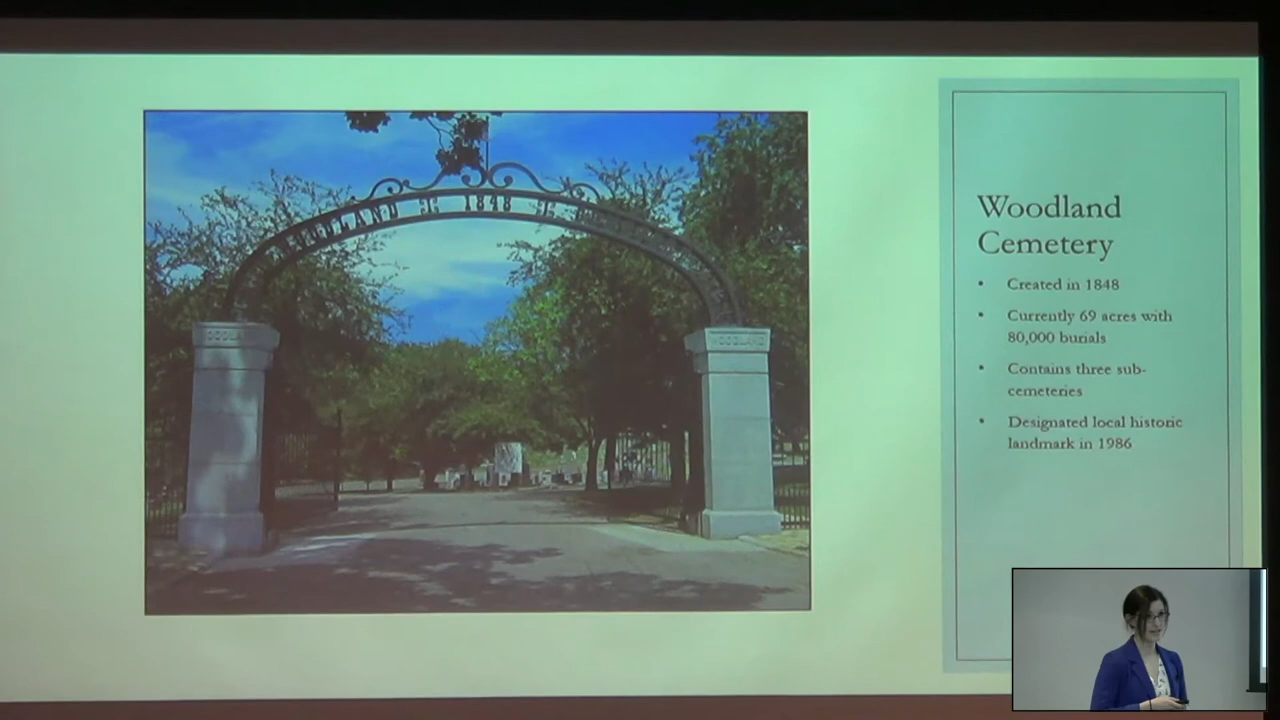 WOODLAND 1848
WOODLAND
Woodland
Cemetery
• Created in 1848
• Currently 69 acres with
80,000 burials
• Contains three sub-
cemeteries
• Designated local historic
landmark in 1986